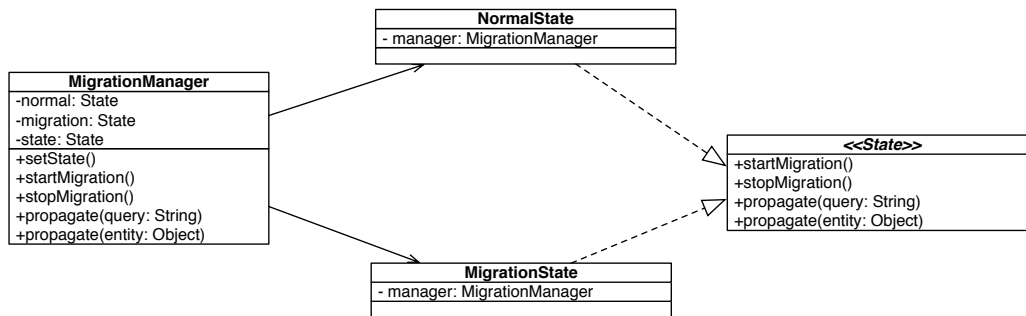 NormalState
- manager: MigrationManager
MigrationManager
-normal: State
-migration: State
-state: State
+setState()
+startMigration()
+stopMigration()
+propagate(query: String)
+propagate(entity: Object)
<<State>>
+startMigration()
+stopMigration()
+propagate(query: String)
+propagate(entity: Object)
MigrationState
- manager: MigrationManager